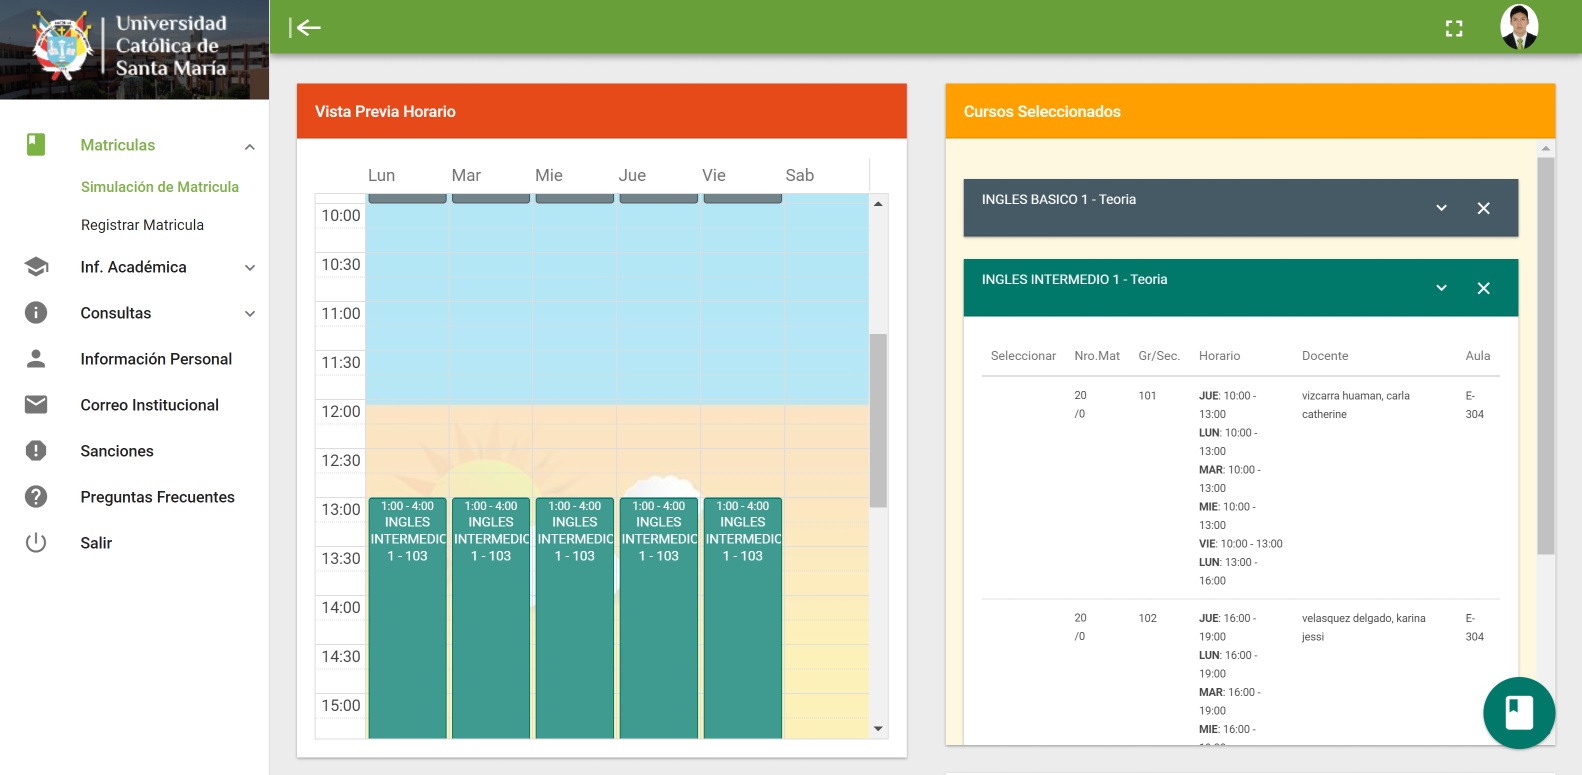 Universidad
Católica de
Santa María
Matriculas
Simulación de Matricula
Registrar Matricula
Inf. Académica
Consultas
Información Personal
Correo Institucional
Sanciones
Preguntas Frecuentes
Salir
Vista Previa Horario
Lun Mar Mie Jue Vie Sab
10:00
10:30
11:00
11:30
12:00
12:30
13:00
13:30
14:00
14:30
15:00
1:00 - 4:00 1:00 - 4:00 1:00 - 4:00 1:00 - 4:00 1:00 - 4:00
INGLES INGLES INGLES INGLES INGLES
INTERMEDIC INTERMEDIC INTERMEDIC INTERMEDIC INTERMEDIC
1 - 103 1 - 103 1 - 103 1 - 103 1 - 103
Cursos Seleccionados
INGLES BASICO 1 - Teoria
INGLES INTERMEDIO 1 - Teoria
Seleccionar Nro.Mat Gr/Sec. Horario Docente Aula
20 101 JUE: 10:00 - vizcarra huaman, carla E-
/0 13:00 catherine 304
LUN: 10:00 -
13:00
MAR: 10:00 -
13:00
MIE: 10:00 -
13:00
VIE: 10:00 - 13:00
LUN: 13:00 -
16:00
20 102 JUE: 16:00 - velasquez delgado, karina E-
/0 19:00 jessi 304
LUN: 16:00 -
19:00
MAR: 16:00 -
19:00
MIE: 16:00 -